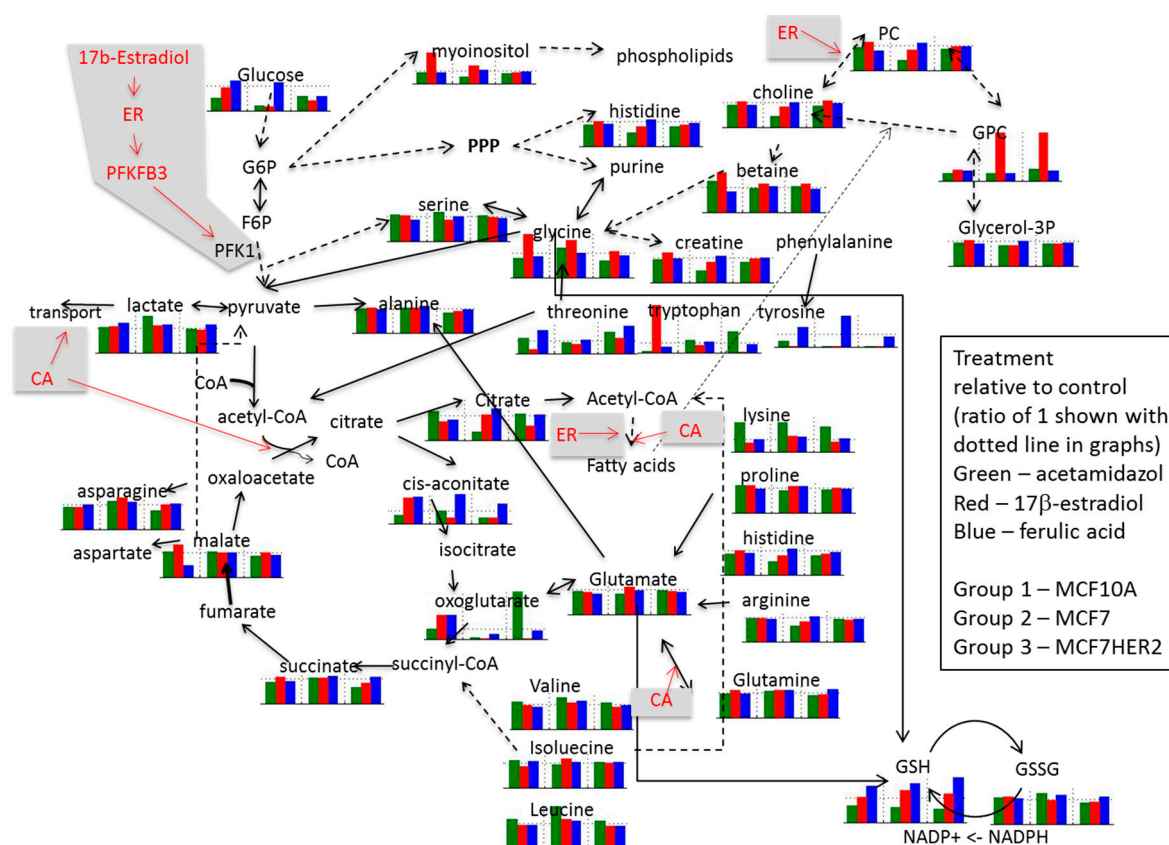 17b-Estradiol
ER
PFKFB3
PFK1
Glucose
G6P
F6P
myoinositol
phospholipids
PPP
histidine
purine
ER
PC
choline
GPC
betaine
Glycerol-3P
serine
glycine
creatine
phenylalanine
transport
lactate
pyruvate
alanine
threonine
tryptophan
tyrosine
CA
CoA
acetyl-CoA
citrate
Citrate
Acetyl-CoA
ER
CA
Fatty acids
CoA
oxaloacetate
lysine
proline
histidine
arginine
Glutamine
asparagine
aspartate
malate
fumarate
succinate
succinyl-CoA
cis-aconitate
isocitrate
oxoglutarate
Glutamate
CA
Valine
Isoluecine
Leucine
GSH
GSSG
NADP+ <- NADPH
Treatment
relative to control
(ratio of 1 shown with
dotted line in graphs)
Green – acetamidazol
Red – 17β-estradiol
Blue – ferulic acid
Group 1 – MCF10A
Group 2 – MCF7
Group 3 – MCF7HER2